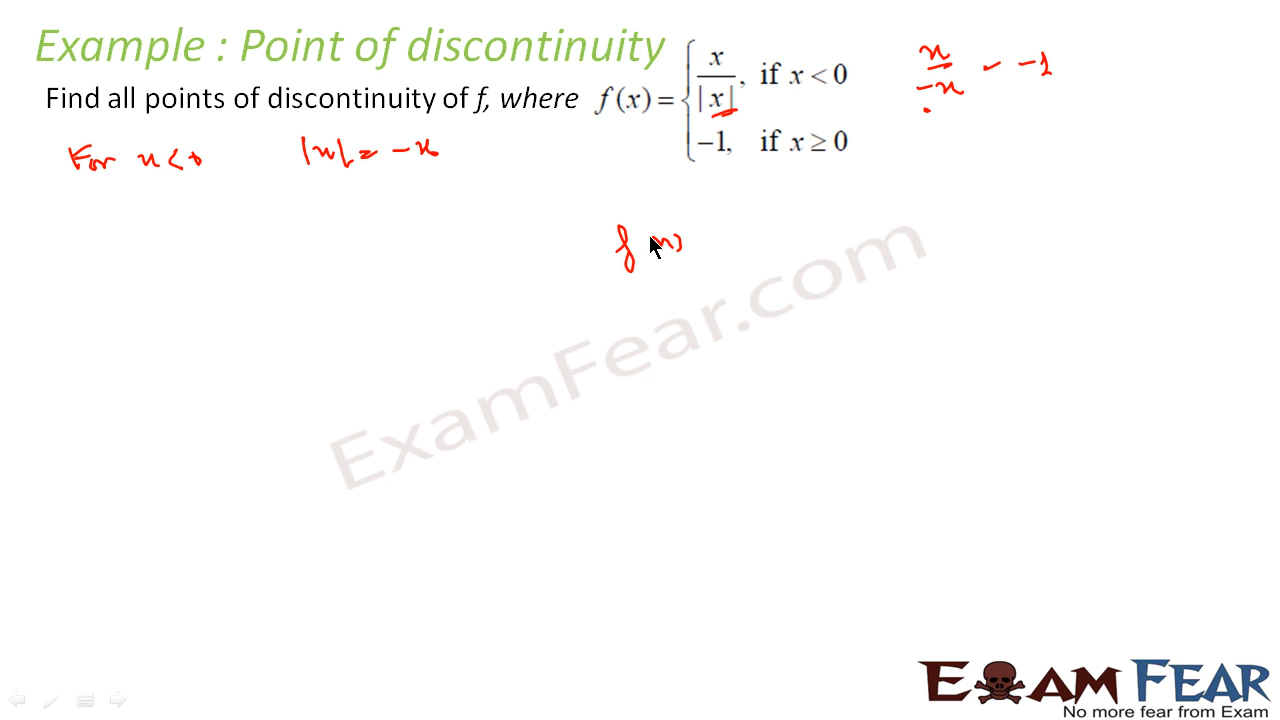 Example : Point of discontinuity
Find all points of discontinuity of f, where f(x) = { x/|x|, if x < 0
−1, if x ≥ 0
x/−x − −1
For x < 0 |x| = −x
f(x)
ExamFear.com
EXAM FEAR
No more fear from Exam